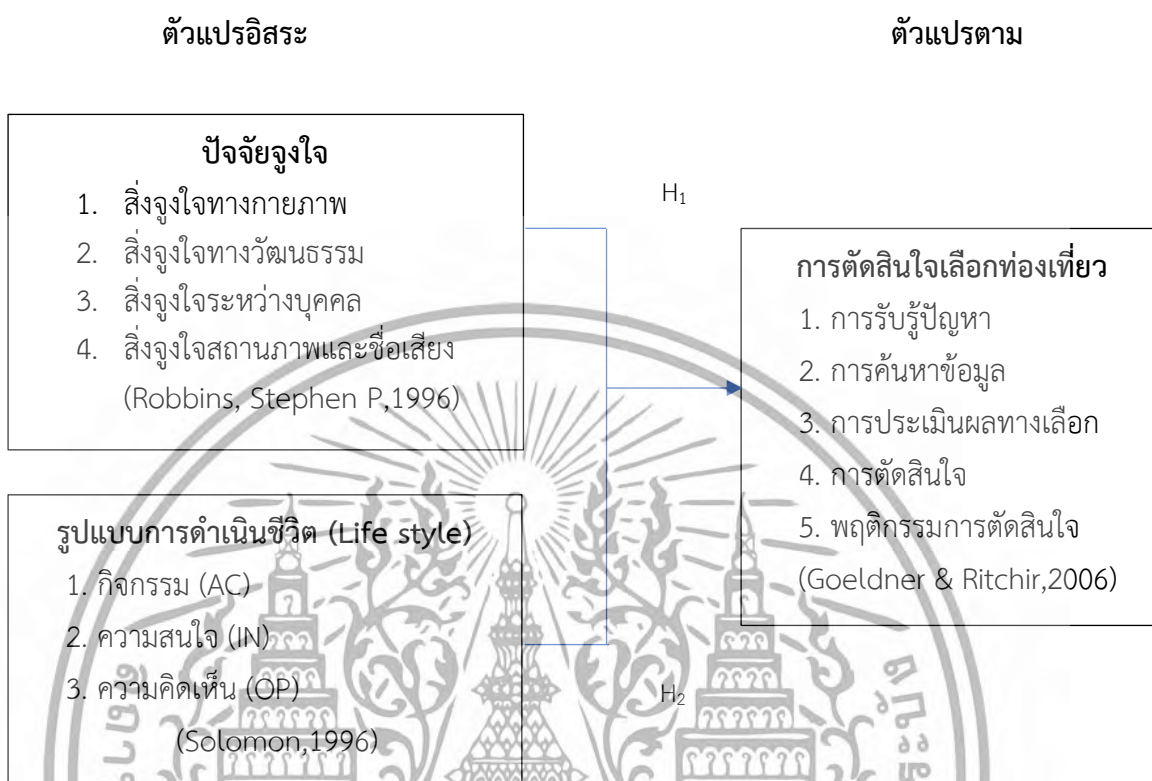 ตัวแปรอิสระ
ตัวแปรตาม
ปัจจัยจูงใจ
1. สิ่งจูงใจทางกายภาพ
2. สิ่งจูงใจทางวัฒนธรรม
3. สิ่งจูงใจระหว่างบุคคล
4. สิ่งจูงใจสถานภาพและชื่อเสียง
(Robbins, Stephen P,1996)
H₁
รูปแบบการดำเนินชีวิต (Life style)
1. กิจกรรม (AC)
2. ความสนใจ (IN)
3. ความคิดเห็น (OP)
(Solomon,1996)
H₂
การตัดสินใจเลือกท่องเที่ยว
1. การรับรู้ปัญหา
2. การค้นหาข้อมูล
3. การประเมินผลทางเลือก
4. การตัดสินใจ
5. พฤติกรรมการตัดสินใจ
(Goeldner & Ritchir,2006)